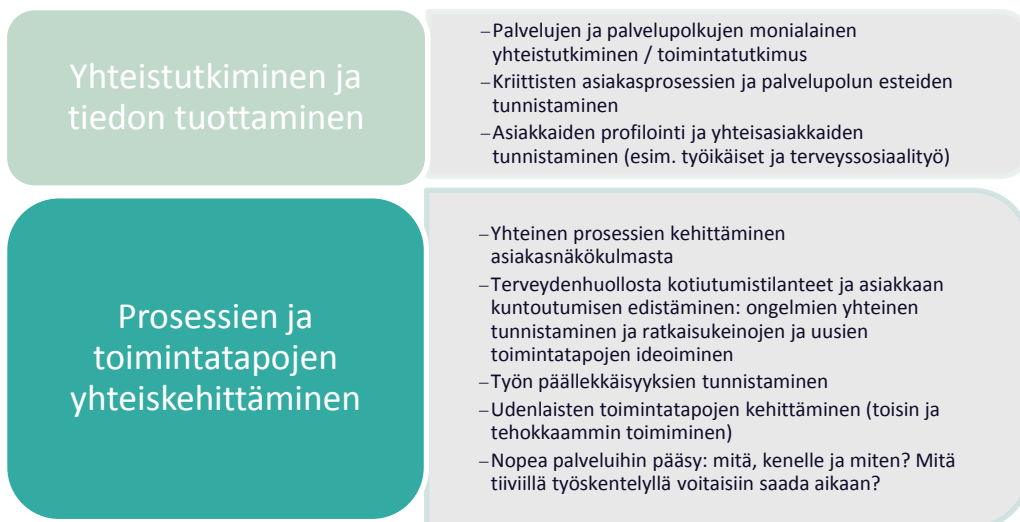 Yhteistutkiminen ja
tiedon tuottaminen
–Palvelujen ja palvelupolkujen monialainen
yhteistutkiminen / toimintatutkimus
–Kriittisten asiakasprosessien ja palvelupolun esteiden
tunnistaminen
–Asiakkaiden profilointi ja yhteisasiakkaiden
tunnistaminen (esim. työikäiset ja terveyssosiaalityö)
Prosessien ja
toimintatapojen
yhteiskehittäminen
–Yhteinen prosessien kehittäminen
asiakasnäkökulmasta
–Terveydenhuollosta kotiutumistilanteet ja asiakkaan
kuntoutumisen edistäminen: ongelmien yhteinen
tunnistaminen ja ratkaisukeinojen ja uusien
toimintatapojen ideoiminen
–Työn päällekkäisyyksien tunnistaminen
–Udenlaisten toimintatapojen kehittäminen (toisin ja
tehokkaammin toimiminen)
–Nopea palveluihin pääsy: mitä, kenelle ja miten? Mitä
tiiviillä työskentelyllä voitaisiin saada aikaan?